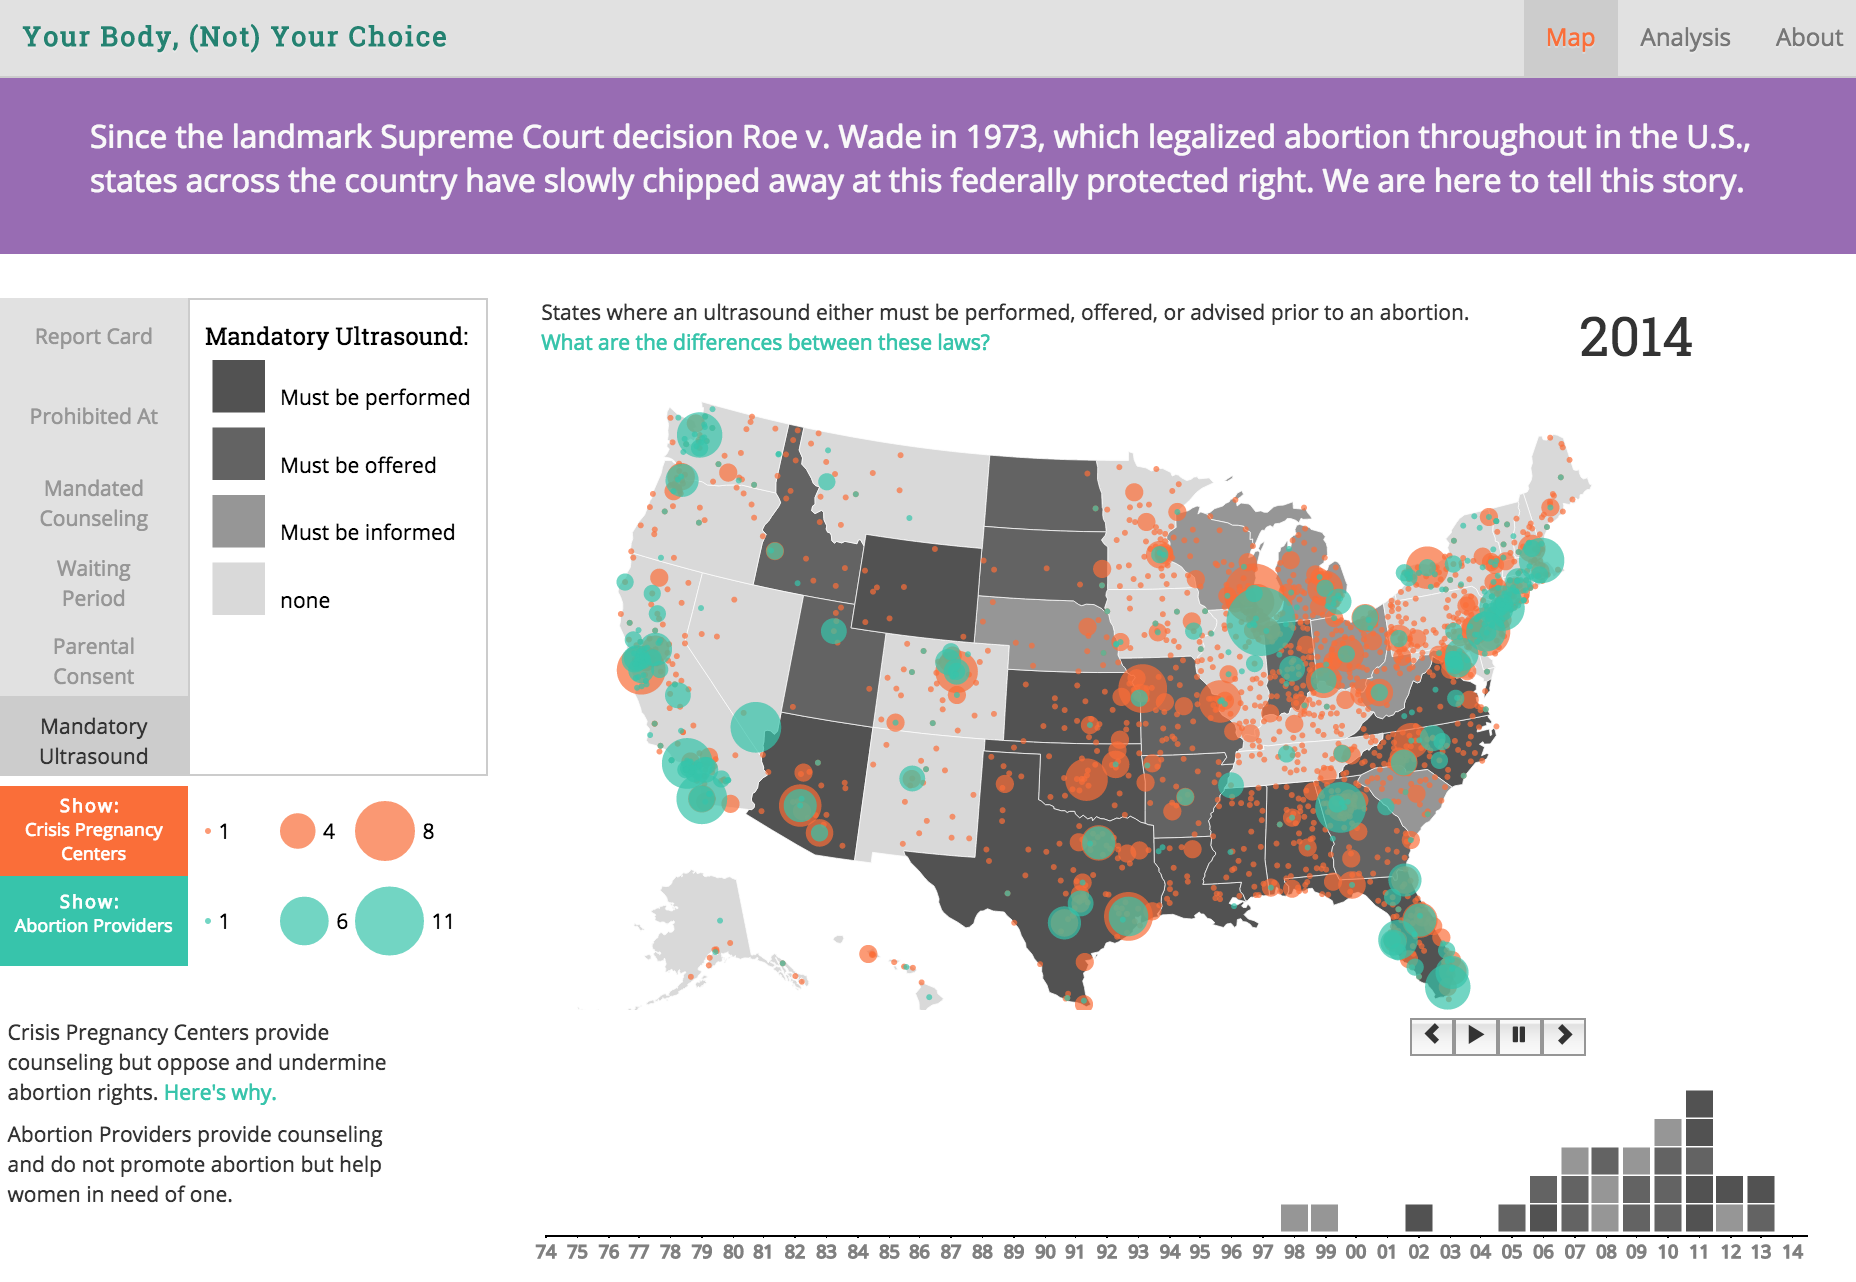 Your Body, (Not) Your Choice
Map
Analysis
About
Since the landmark Supreme Court decision Roe v. Wade in 1973, which legalized abortion throughout in the U.S.,
states across the country have slowly chipped away at this federally protected right. We are here to tell this story.
Report Card
Prohibited At
Mandated
Counseling
Waiting
Period
Parental
Consent
Mandatory
Ultrasound
Mandatory Ultrasound:
Must be performed
Must be offered
Must be informed
none
Show:
Crisis Pregnancy
Centers
1
4
8
Show:
Abortion Providers
1
6
11
Crisis Pregnancy Centers provide
counseling but oppose and undermine
abortion rights. Here's why.
Abortion Providers provide counseling
and do not promote abortion but help
women in need of one.
States where an ultrasound either must be performed, offered, or advised prior to an abortion.
What are the differences between these laws?
2014
74 75 76 77 78 79 80 81 82 83 84 85 86 87 88 89 90 91 92 93 94 95 96 97 98 99 00 01 02 03 04 05 06 07 08 09 10 11 12 13 14